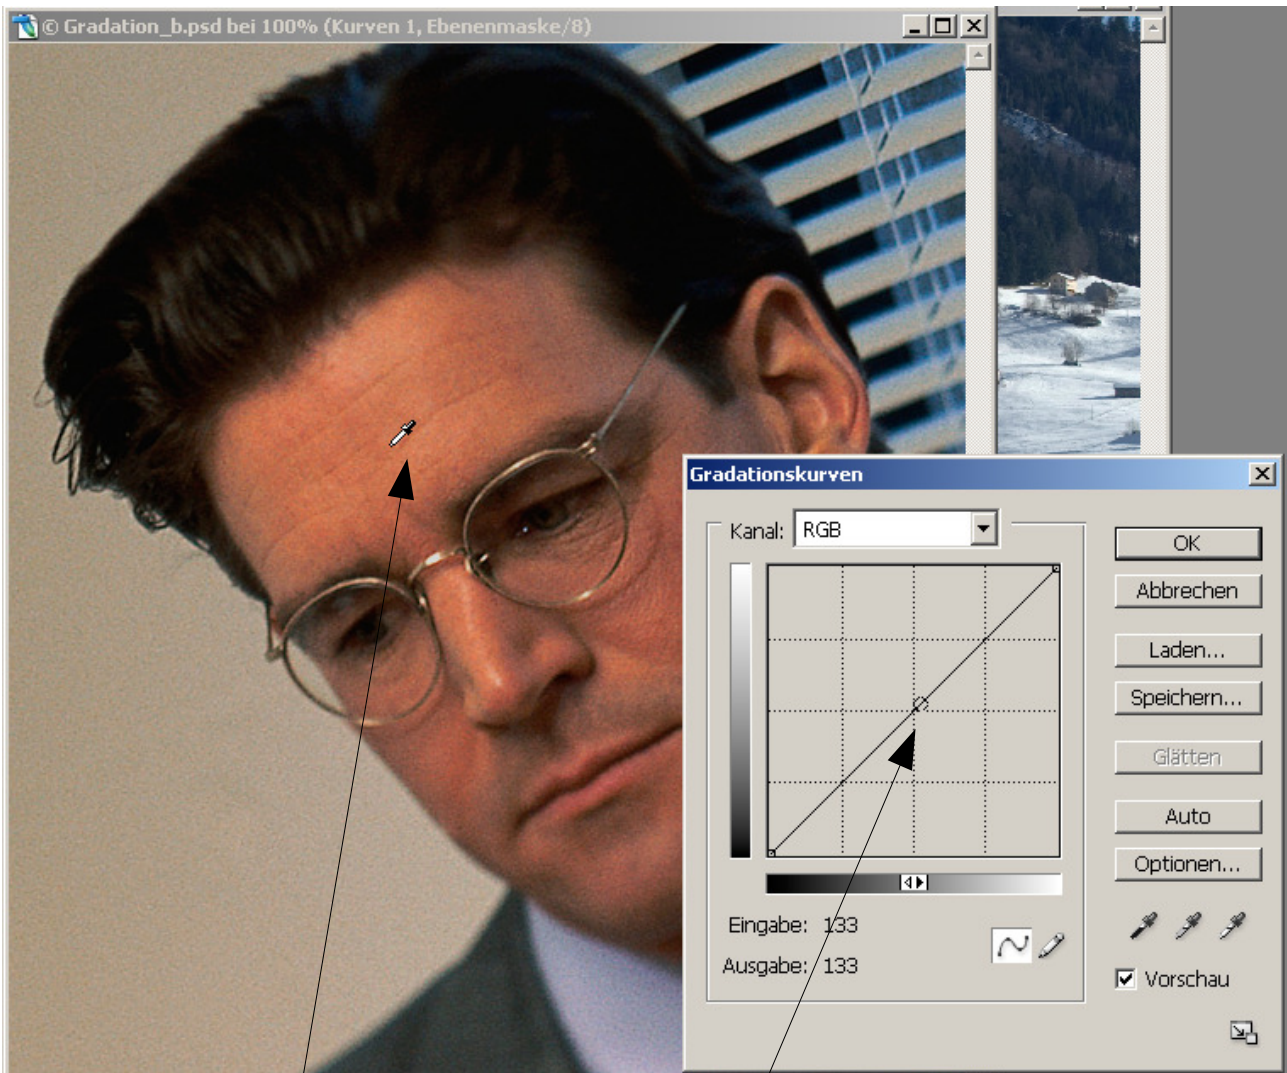 © Gradation_b.psd bei 100% (Kurven 1, Ebenenmaske/8)
Gradationskurven
Kanal: RGB
OK
Abbrechen
Laden...
Speichern...
Glätten
Auto
Optionen...
Eingabe: 133
Ausgabe: 133
Vorschau